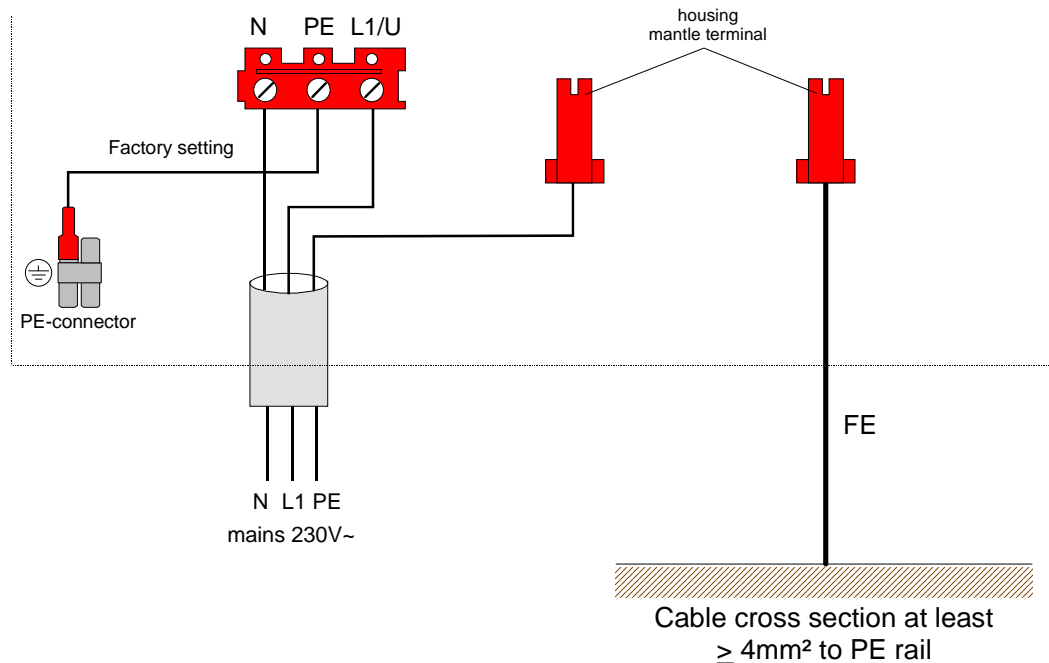 N PE L1/U
housing
mantle terminal
Factory setting
PE-connector
FE
N L1 PE
mains 230V~
Cable cross section at least
≥ 4mm² to PE rail